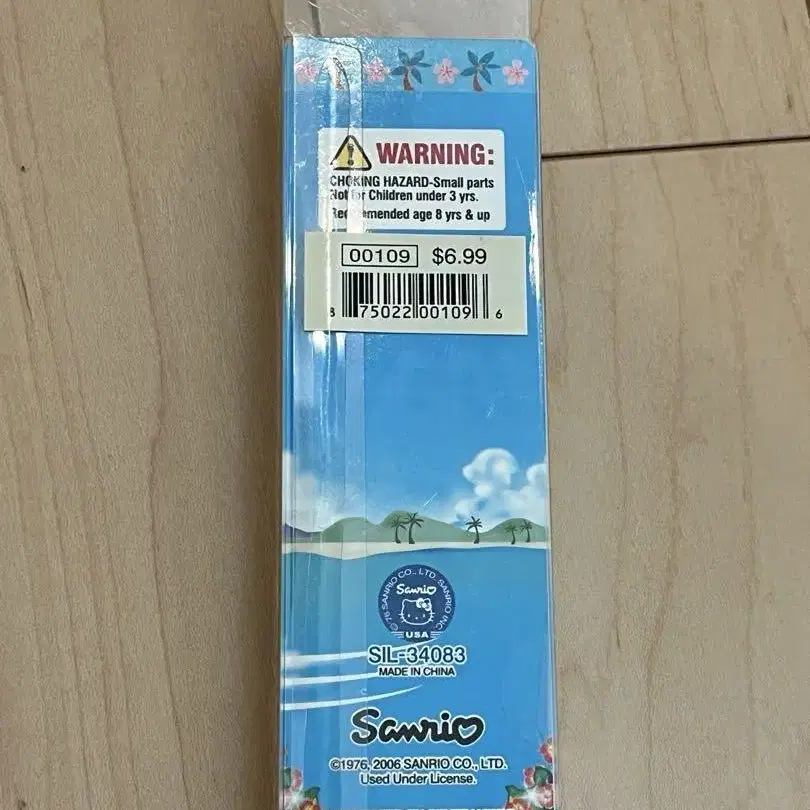 WARNING:
CHOKING HAZARD-Small parts
Not for Children under 3 yrs.
Recommended age 8 yrs & up
00109 $6.99
8 75022 00109 6
© '76 SANRIO CO., LTD. SANRIO INC.
Sanrio
USA
SIL-34083
MADE IN CHINA
Sanrio
©1976, 2006 SANRIO CO., LTD.
Used Under License.